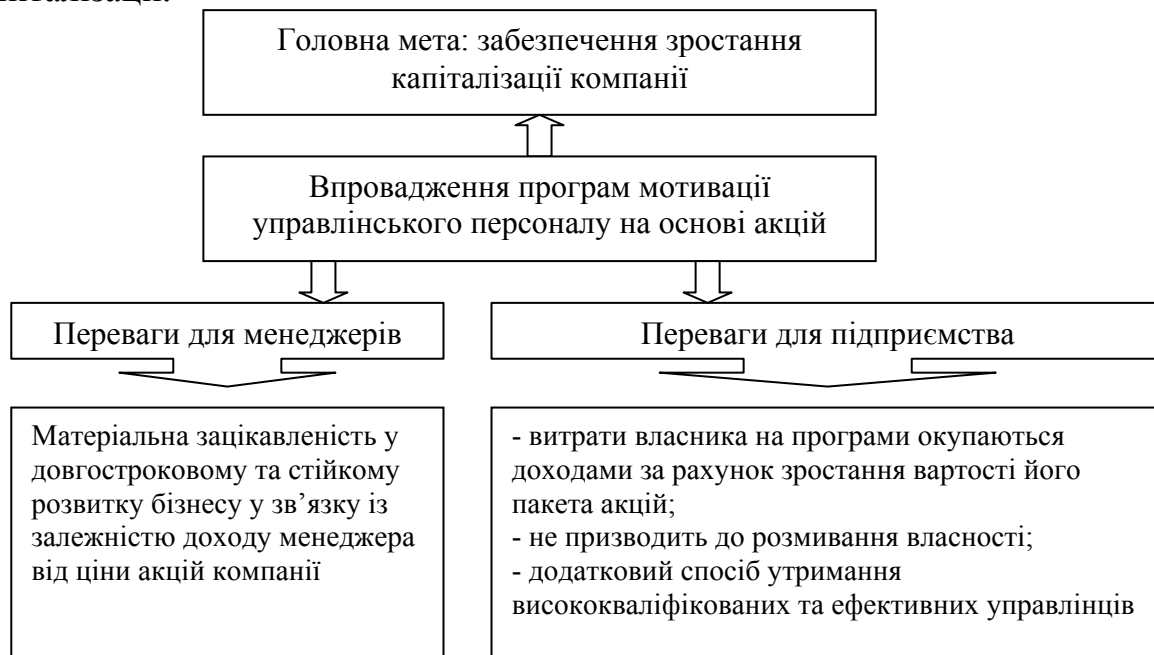 Головна мета: забезпечення зростання
капіталізації компанії
Впровадження програм мотивації
управлінського персоналу на основі акцій
Переваги для менеджерів
Переваги для підприємства
Матеріальна зацікавленість у
довгостроковому та стійкому
розвитку бізнесу у зв’язку із
залежністю доходу менеджера
від ціни акцій компанії
- витрати власника на програми окупаються
доходами за рахунок зростання вартості його
пакета акцій;
- не призводить до розмивання власності;
- додатковий спосіб утримання
висококваліфікованих та ефективних управлінців